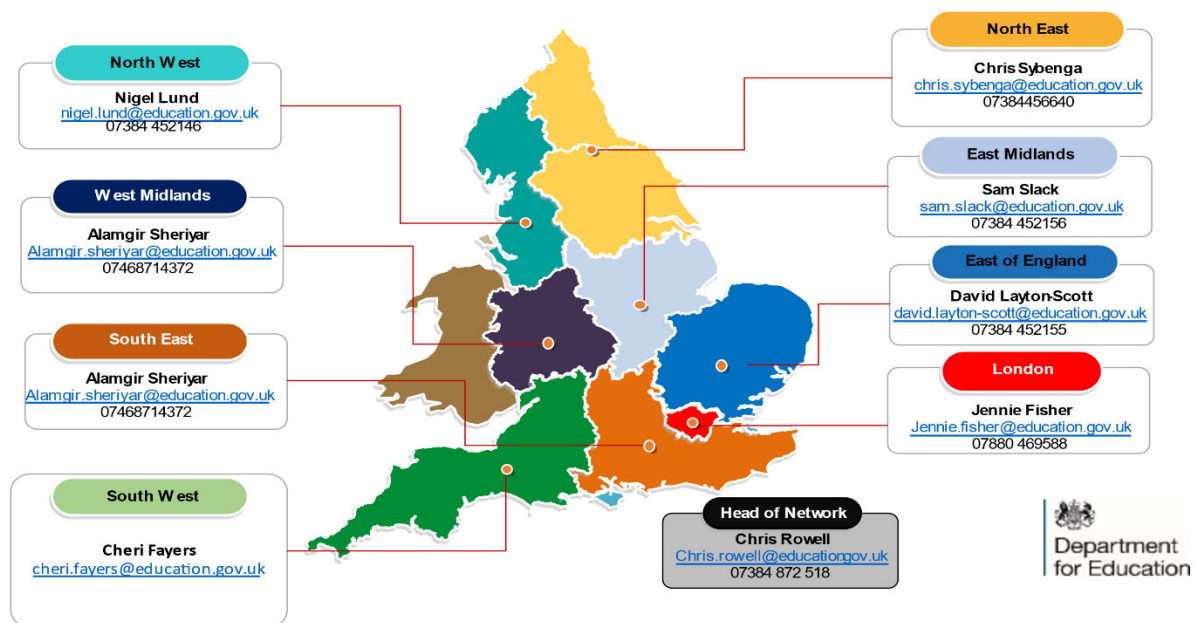 North West
Nigel Lund
nigel.lund@education.gov.uk
07384 452146
West Midlands
Alamgir Sheriyar
Alamgir.sheriyar@education.gov.uk
07468714372
South East
Alamgir Sheriyar
Alamgir.sheriyar@education.gov.uk
07468714372
South West
Cheri Fayers
cheri.fayers@education.gov.uk
North East
Chris Sybenga
chris.sybenga@education.gov.uk
07384456640
East Midlands
Sam Slack
sam.slack@education.gov.uk
07384 452156
East of England
David Layton-Scott
david.layton-scott@education.gov.uk
07384 452155
London
Jennie Fisher
Jennie.fisher@education.gov.uk
07880 469588
Head of Network
Chris Rowell
Chris.rowell@educationgov.uk
07384 872 518
Department
for Education